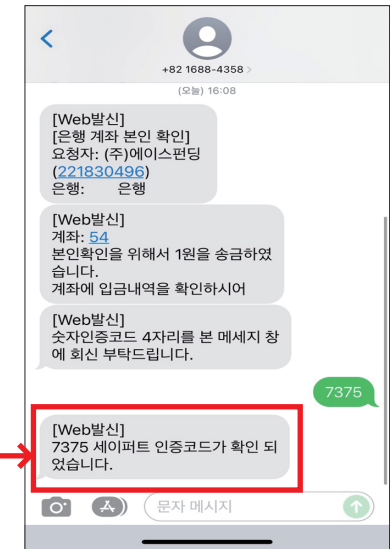 +82 1688-4358 >
(오늘) 16:08
[Web발신]
[은행 계좌 본인 확인]
요청자: (주)에이스펀딩
(221830496)
은행: 은행
[Web발신]
계좌: 54
본인확인을 위해서 1원을 송금하였
습니다.
계좌에 입금내역을 확인하시어
[Web발신]
숫자인증코드 4자리를 본 메세지 창
에 회신 부탁드립니다.
7375
[Web발신]
7375 세이퍼트 인증코드가 확인 되
었습니다.
문자 메시지